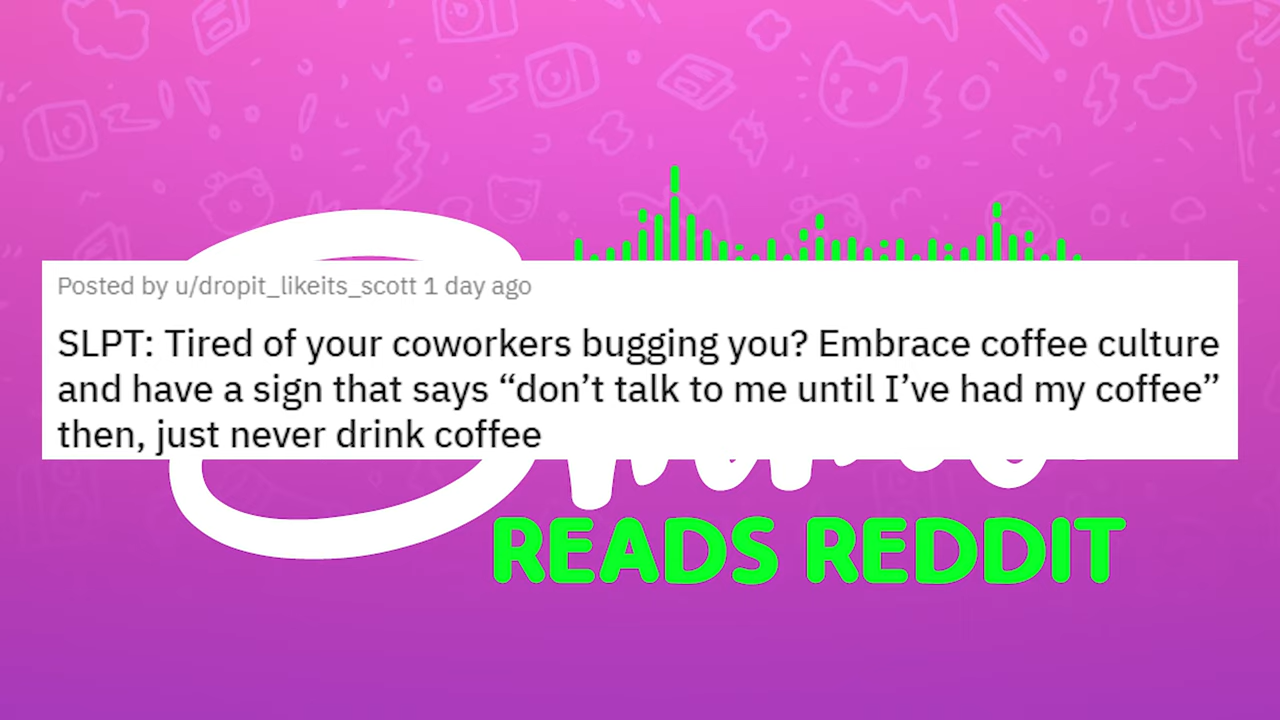 Posted by u/dropit_likeits_scott 1 day ago
SLPT: Tired of your coworkers bugging you? Embrace coffee culture
and have a sign that says “don’t talk to me until I’ve had my coffee”
then, just never drink coffee
READS REDDIT